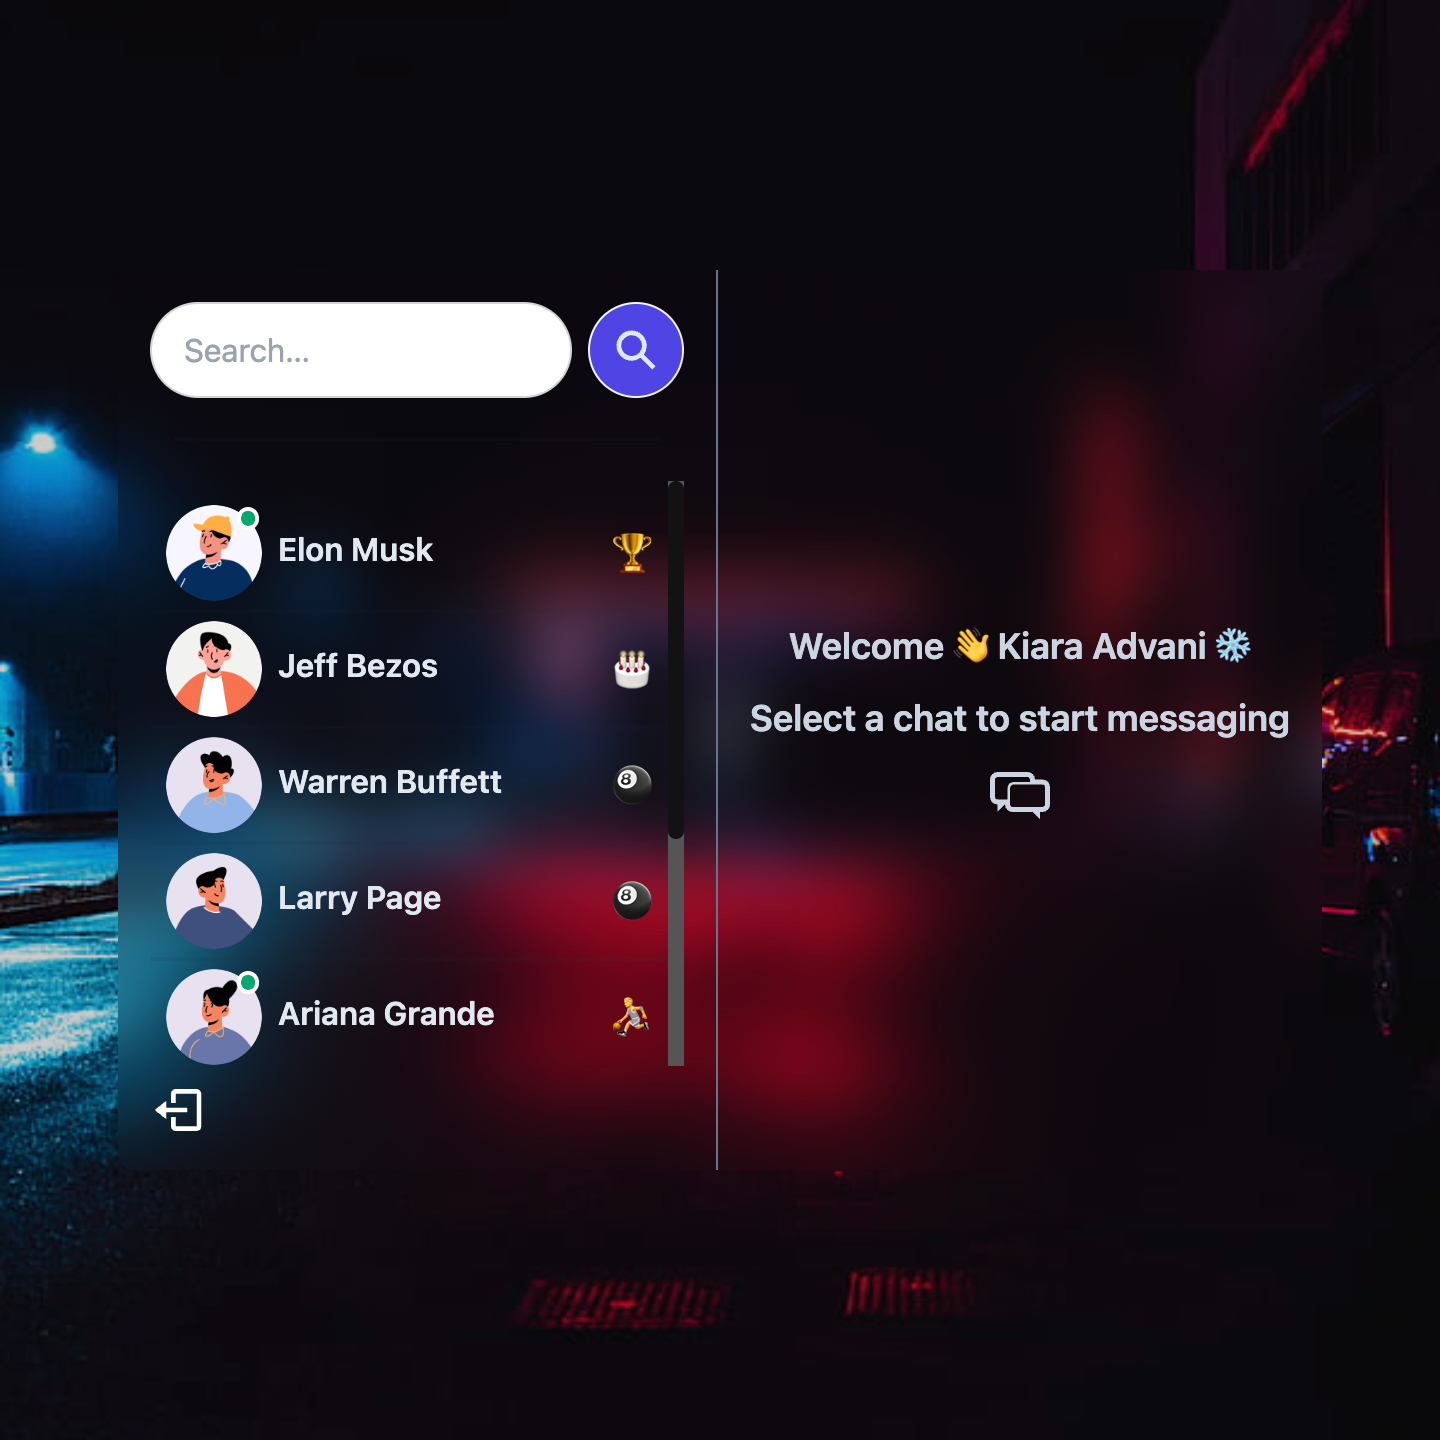 Search...
Elon Musk 🏆
Jeff Bezos 🎂
Warren Buffett 🎱
Larry Page 🎱
Ariana Grande ⛹️
Welcome 👋 Kiara Advani ❄️
Select a chat to start messaging